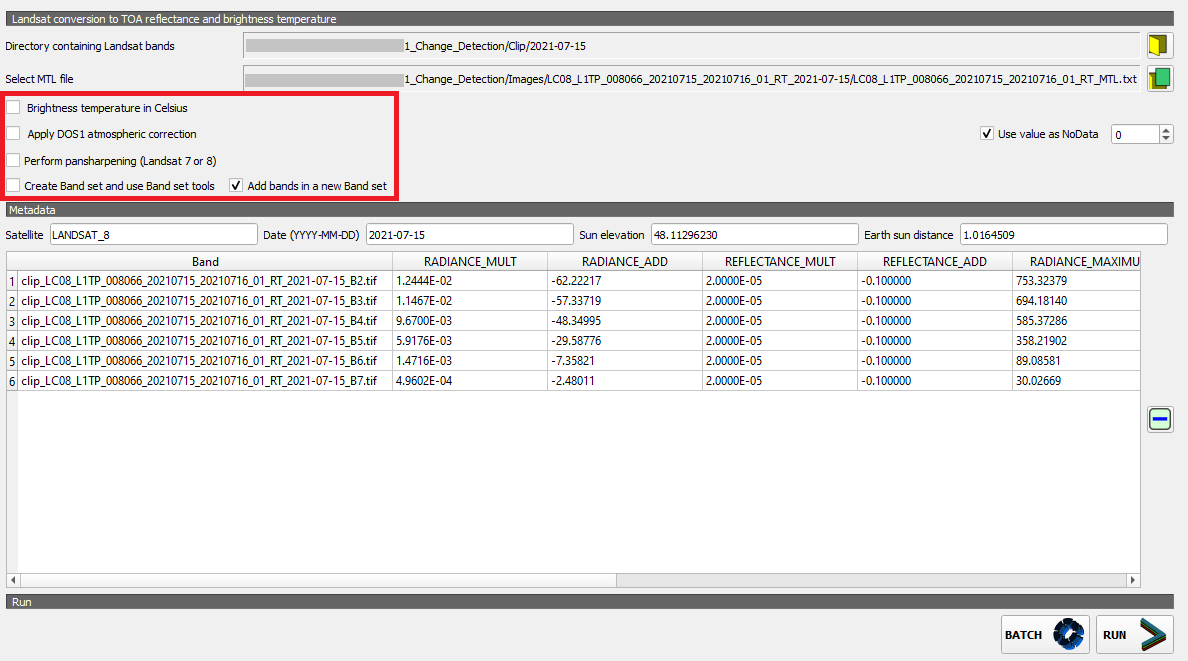 Landsat conversion to TOA reflectance and brightness temperature
Directory containing Landsat bands 1_Change_Detection/Clip/2021-07-15
Select MTL file 1_Change_Detection/Images/LC08_L1TP_008066_20210715_20210716_01_RT_2021-07-15/LC08_L1TP_008066_20210715_20210716_01_RT_MTL.txt
Brightness temperature in Celsius
Apply DOS1 atmospheric correction Use value as NoData 0
Perform pansharpening (Landsat 7 or 8)
Create Band set and use Band set tools Add bands in a new Band set
Metadata
Satellite LANDSAT_8 Date (YYYY-MM-DD) 2021-07-15 Sun elevation 48.11296230 Earth sun distance 1.0164509
Band RADIANCE_MULT RADIANCE_ADD REFLECTANCE_MULT REFLECTANCE_ADD RADIANCE_MAXIMU
1 clip_LC08_L1TP_008066_20210715_20210716_01_RT_2021-07-15_B2.tif 1.2444E-02 -62.22217 2.0000E-05 -0.100000 753.32379
2 clip_LC08_L1TP_008066_20210715_20210716_01_RT_2021-07-15_B3.tif 1.1467E-02 -57.33719 2.0000E-05 -0.100000 694.18140
3 clip_LC08_L1TP_008066_20210715_20210716_01_RT_2021-07-15_B4.tif 9.6700E-03 -48.34995 2.0000E-05 -0.100000 585.37286
4 clip_LC08_L1TP_008066_20210715_20210716_01_RT_2021-07-15_B5.tif 5.9176E-03 -29.58776 2.0000E-05 -0.100000 358.21902
5 clip_LC08_L1TP_008066_20210715_20210716_01_RT_2021-07-15_B6.tif 1.4716E-03 -7.35821 2.0000E-05 -0.100000 89.08581
6 clip_LC08_L1TP_008066_20210715_20210716_01_RT_2021-07-15_B7.tif 4.9602E-04 -2.48011 2.0000E-05 -0.100000 30.02669
Run
BATCH RUN